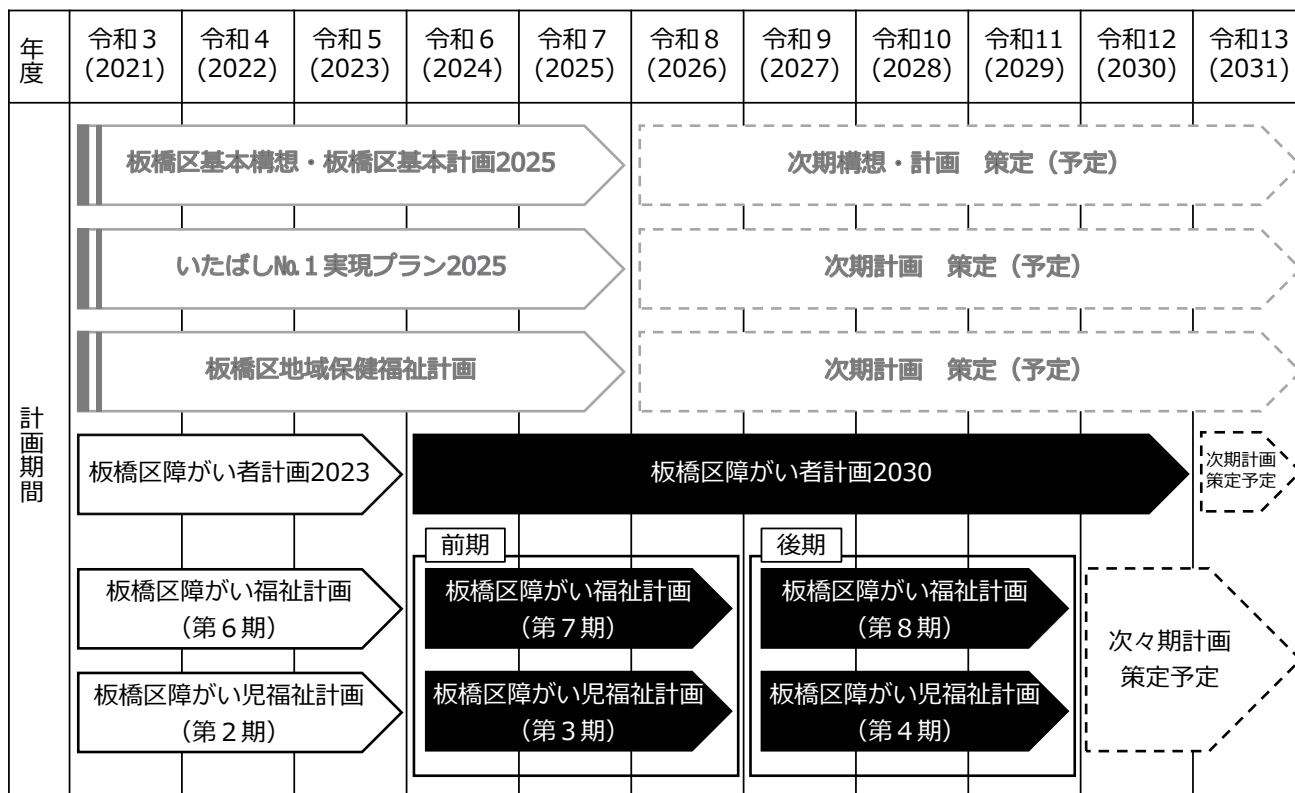 年度
令和3
(2021)
令和4
(2022)
令和5
(2023)
令和6
(2024)
令和7
(2025)
令和8
(2026)
令和9
(2027)
令和10
(2028)
令和11
(2029)
令和12
(2030)
令和13
(2031)
計画期間
板橋区基本構想・板橋区基本計画2025
次期構想・計画　策定（予定）
いたばし№１実現プラン2025
次期計画　策定（予定）
板橋区地域保健福祉計画
次期計画　策定（予定）
板橋区障がい者計画2023
板橋区障がい者計画2030
次期計画
策定予定
前期
後期
板橋区障がい福祉計画
（第６期）
板橋区障がい福祉計画
（第７期）
板橋区障がい福祉計画
（第８期）
板橋区障がい児福祉計画
（第２期）
板橋区障がい児福祉計画
（第３期）
板橋区障がい児福祉計画
（第４期）
次々期計画
策定予定